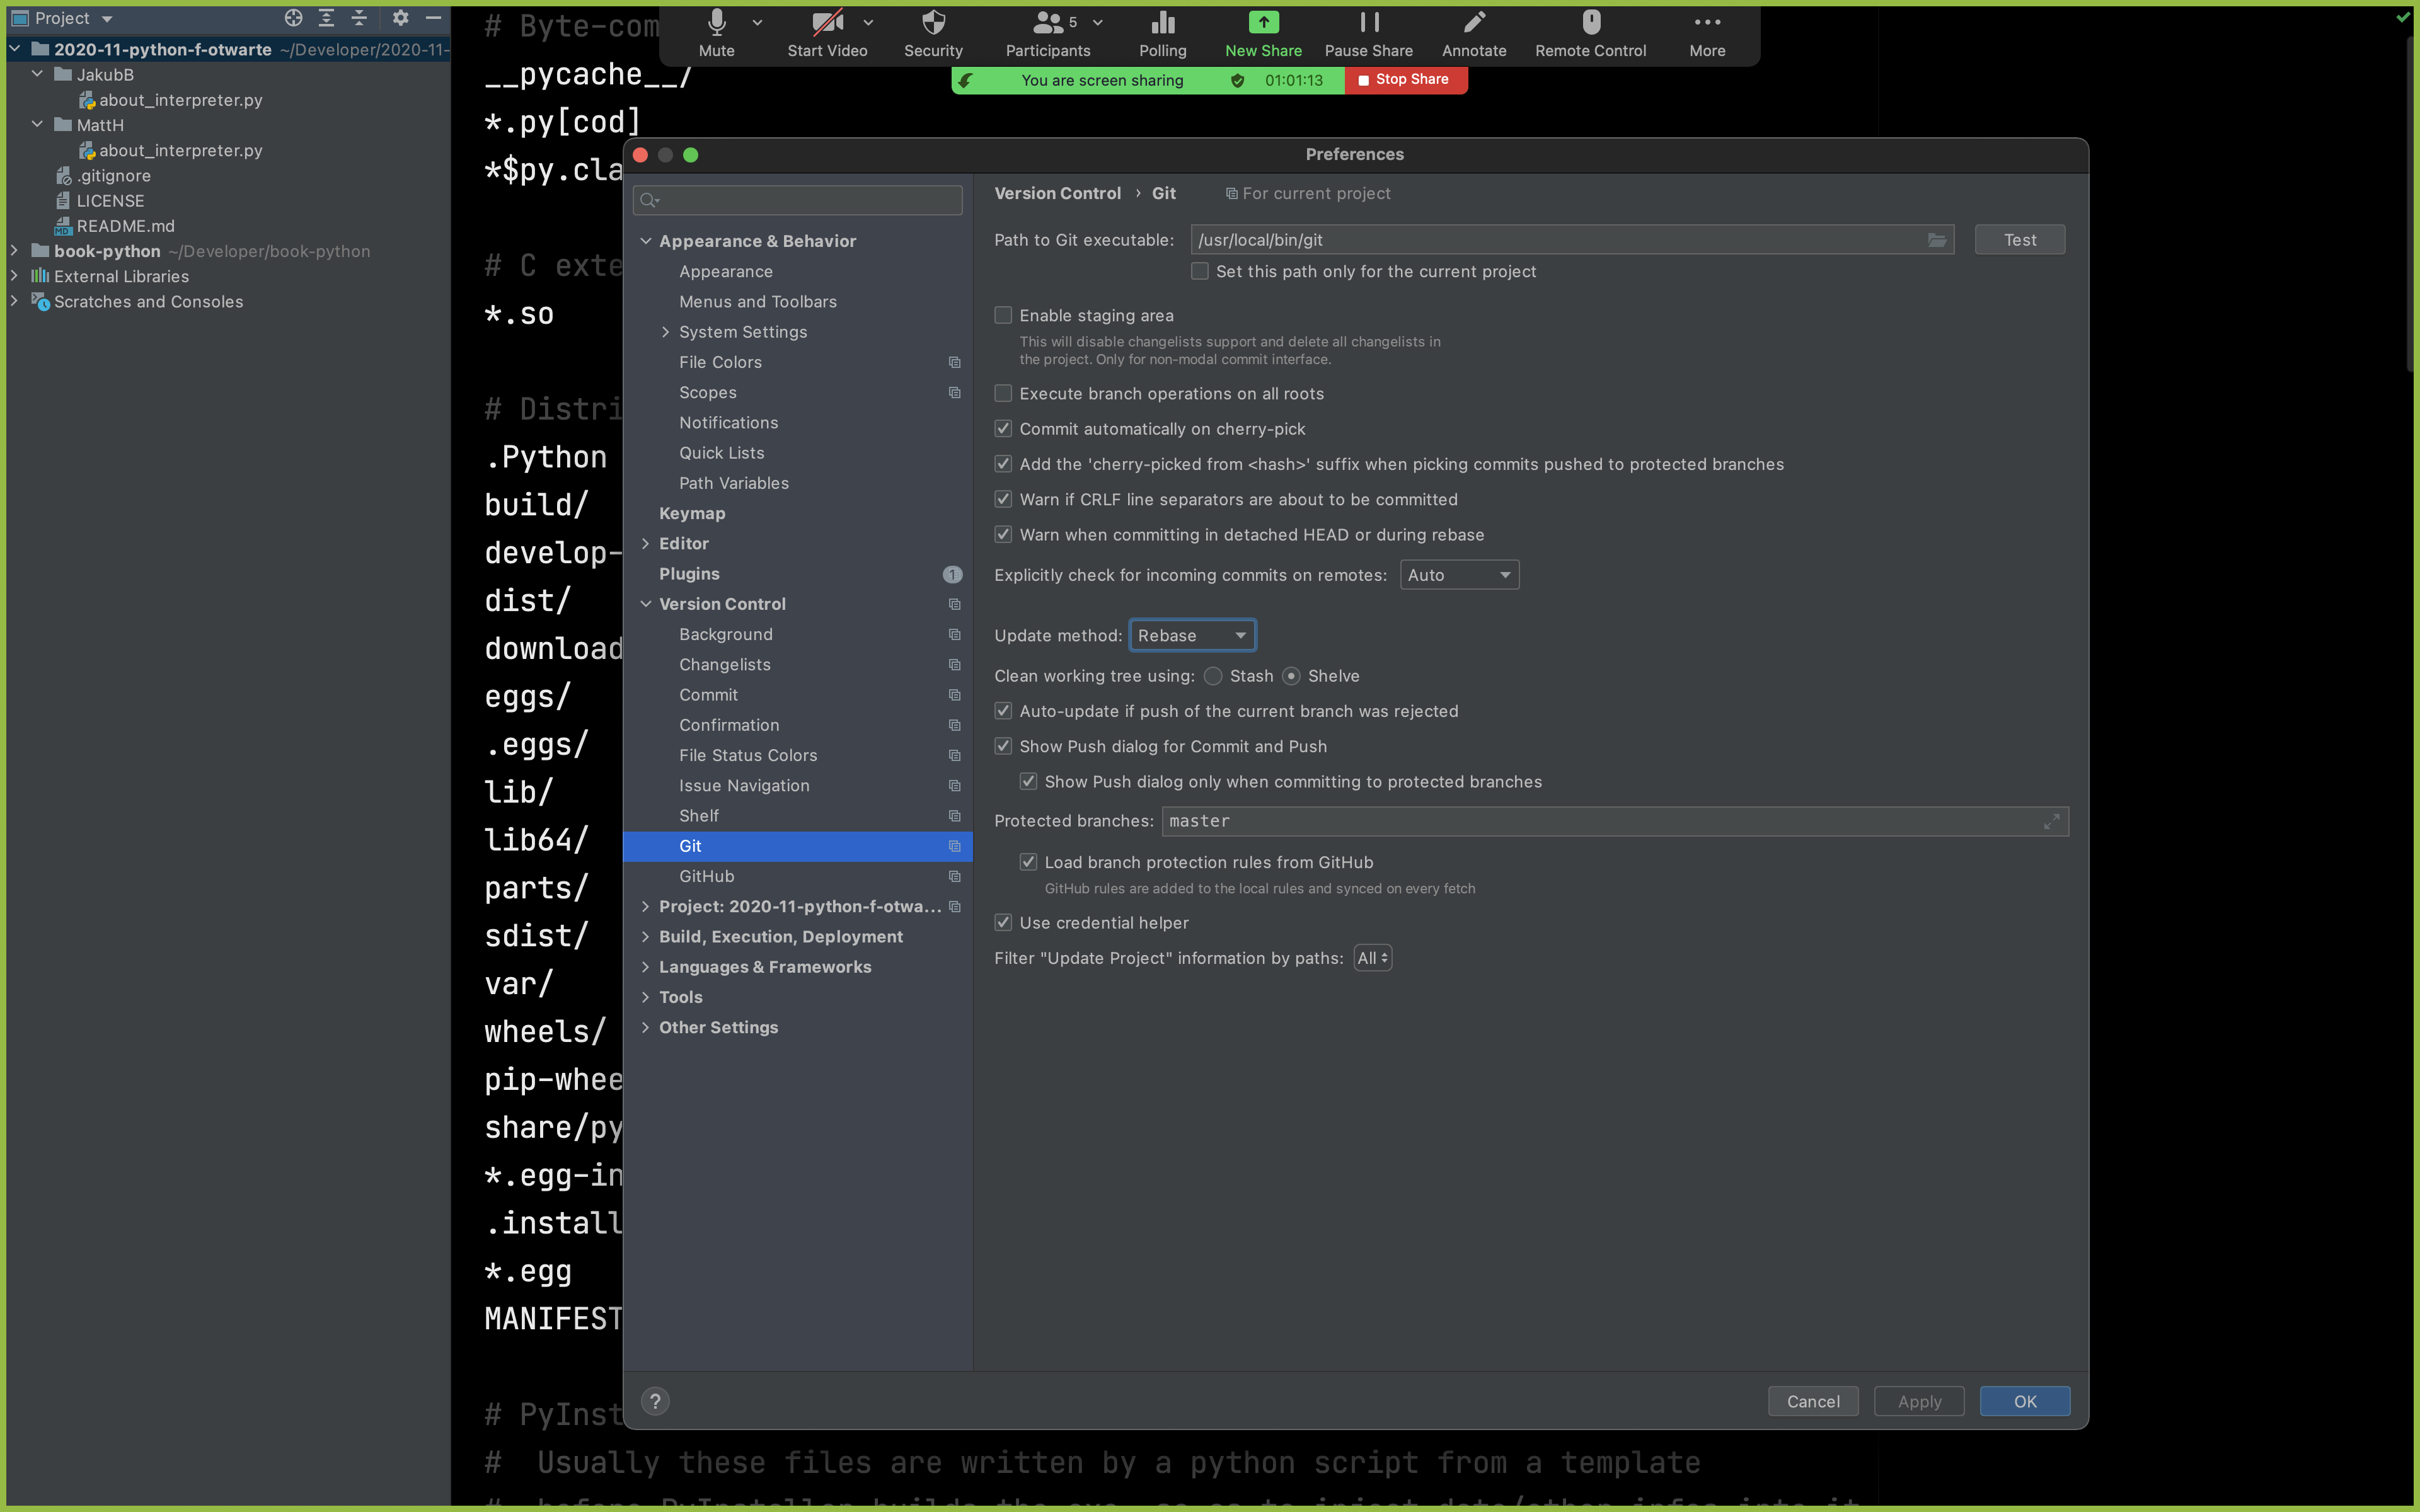 Project
2020-11-python-f-otwarte ~/Developer/2020-11-
JakubB
about_interpreter.py
MattH
about_interpreter.py
.gitignore
LICENSE
README.md
book-python ~/Developer/book-python
External Libraries
Scratches and Consoles
Mute
Start Video
Security
5
Participants
Polling
New Share
Pause Share
Annotate
Remote Control
More
You are screen sharing 01:01:13 Stop Share
# Byte-com
__pycache__/
*.py[cod]
*$py.cla
# C exte
*.so
# Distri
.Python
build/
develop-
dist/
download
eggs/
.eggs/
lib/
lib64/
parts/
sdist/
var/
wheels/
pip-whee
share/py
*.egg-in
.install
*.egg
MANIFEST
# PyInst
# Usually these files are written by a python script from a template
# before PyInstaller builds the exe, so as to inject date/other infos into it.
Preferences
Appearance & Behavior
Appearance
Menus and Toolbars
System Settings
File Colors
Scopes
Notifications
Quick Lists
Path Variables
Keymap
Editor
Plugins 1
Version Control
Background
Changelists
Commit
Confirmation
File Status Colors
Issue Navigation
Shelf
Git
GitHub
Project: 2020-11-python-f-otwa...
Build, Execution, Deployment
Languages & Frameworks
Tools
Other Settings
Version Control › Git For current project
Path to Git executable: /usr/local/bin/git Test
Set this path only for the current project
Enable staging area
This will disable changelists support and delete all changelists in
the project. Only for non-modal commit interface.
Execute branch operations on all roots
Commit automatically on cherry-pick
Add the 'cherry-picked from <hash>' suffix when picking commits pushed to protected branches
Warn if CRLF line separators are about to be committed
Warn when committing in detached HEAD or during rebase
Explicitly check for incoming commits on remotes: Auto
Update method: Rebase
Clean working tree using: Stash Shelve
Auto-update if push of the current branch was rejected
Show Push dialog for Commit and Push
Show Push dialog only when committing to protected branches
Protected branches: master
Load branch protection rules from GitHub
GitHub rules are added to the local rules and synced on every fetch
Use credential helper
Filter "Update Project" information by paths: All
? Cancel Apply OK